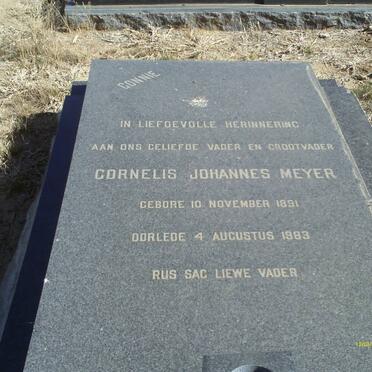 CONNIE
IN LIEFDEVOLLE HERINNERING
AAN ONS GELIEFDE VADER EN GROOTVADER
CORNELIS JOHANNES MEYER
GEBORE 10 NOVEMBER 1891
OORLEDE 4 AUGUSTUS 1983
RUS SAG LIEWE VADER